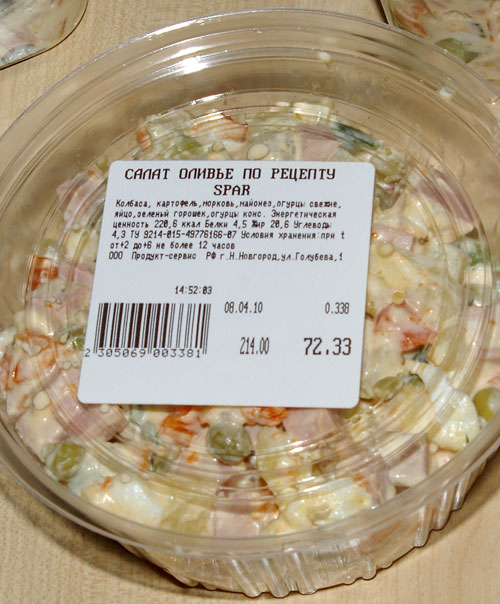 САЛАТ ОЛИВЬЕ ПО РЕЦЕПТУ
SPAR
Колбаса, картофель,морковь,майонез,огурцы свежие,
яйцо,зеленый горошек,огурцы конс. Энергетическая
ценность 220,6 ккал Белки 4,5 Жир 20,6 Углеводы
4,3 ТУ 9214-015-49776166-07 Условия хранения:при t
от+2 до+6 не более 12 часов
ООО Продукт-сервис РФ г.Н.Новгород,ул.Голубева,1
14:52:03
08.04.10 0.338
214.00 72.33
2 305069 003381